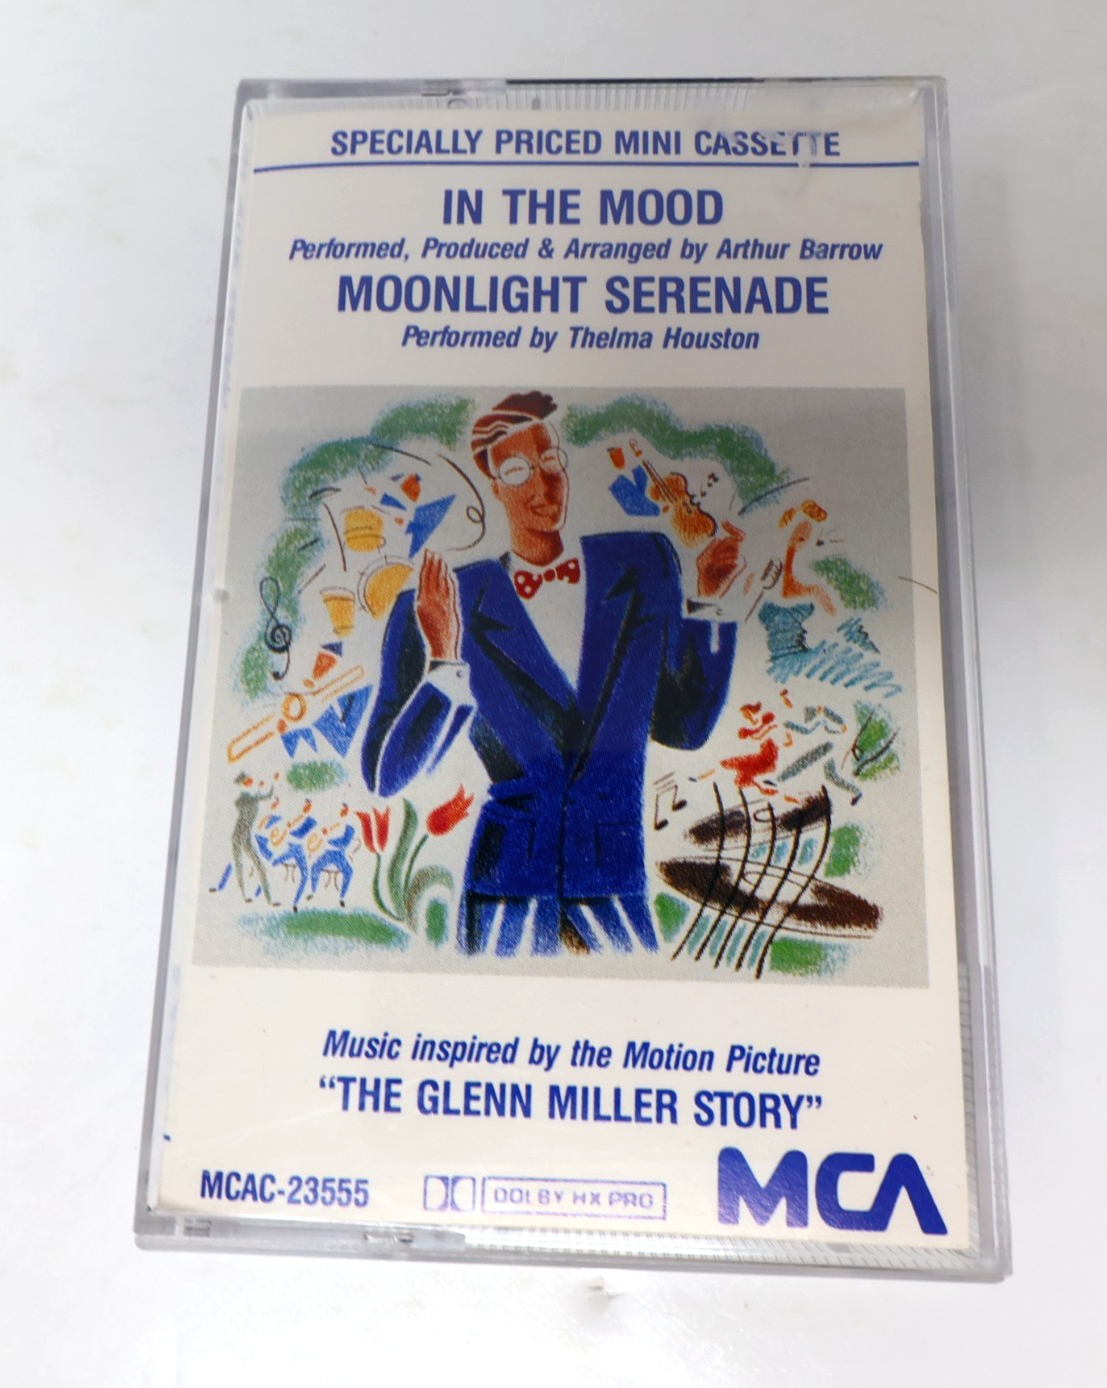 SPECIALLY PRICED MINI CASSETTE
IN THE MOOD
Performed, Produced & Arranged by Arthur Barrow
MOONLIGHT SERENADE
Performed by Thelma Houston
Music inspired by the Motion Picture
“THE GLENN MILLER STORY”
MCAC-23555
DOLBY HX PRO
MCA